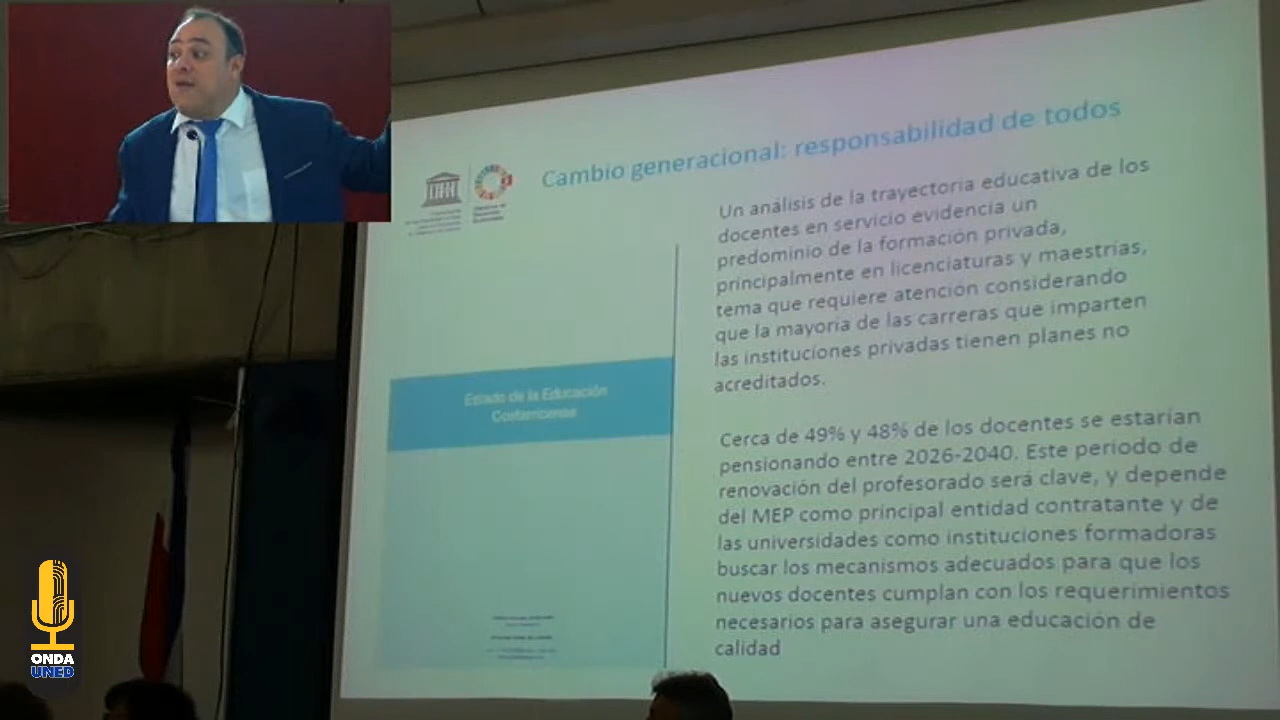 Cambio generacional: responsabilidad de todos
Un análisis de la trayectoria educativa de los
docentes en servicio evidencia un
predominio de la formación privada,
principalmente en licenciaturas y maestrías,
tema que requiere atención considerando
que la mayoría de las carreras que imparten
las instituciones privadas tienen planes no
acreditados.
Cerca de 49% y 48% de los docentes se estarían
pensionando entre 2026-2040. Este periodo de
renovación del profesorado será clave, y depende
del MEP como principal entidad contratante y de
las universidades como instituciones formadoras
buscar los mecanismos adecuados para que los
nuevos docentes cumplan con los requerimientos
necesarios para asegurar una educación de
calidad
Estado de la Educación
Costarricense
ONDA
UNED